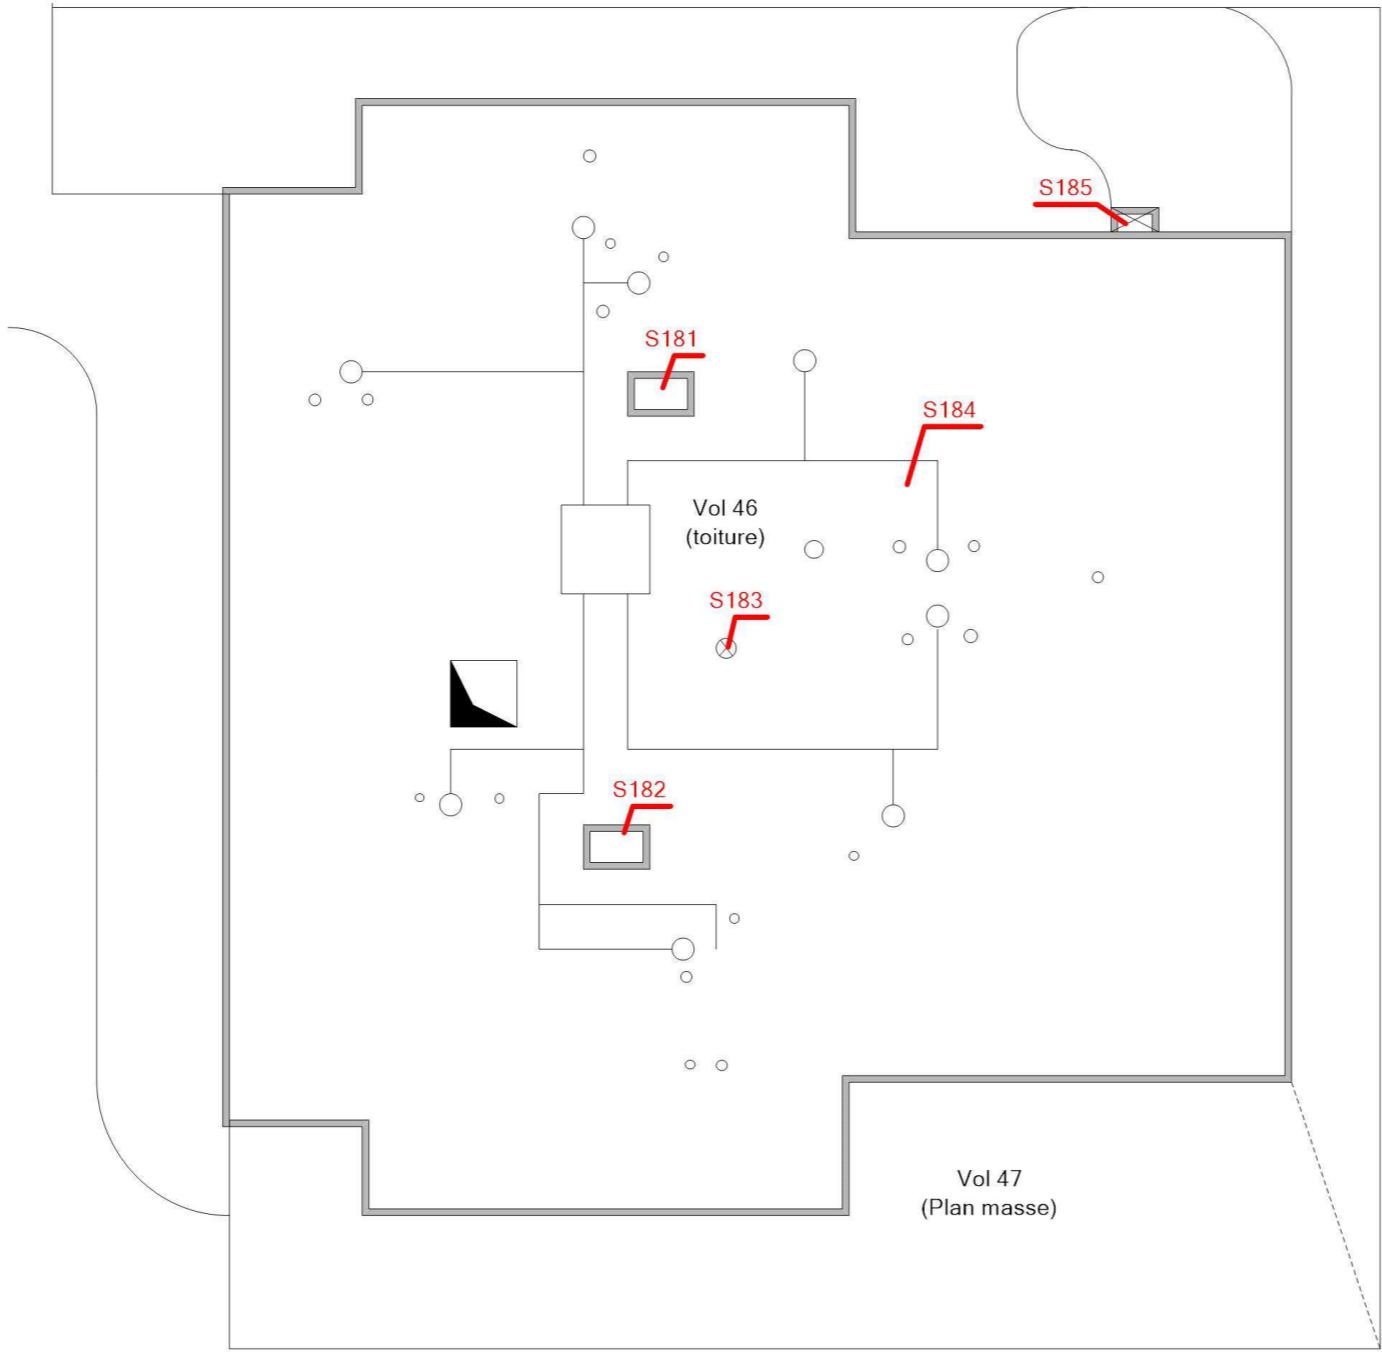 S185
S181
S184
Vol 46
(toiture)
S183
S182
Vol 47
(Plan masse)